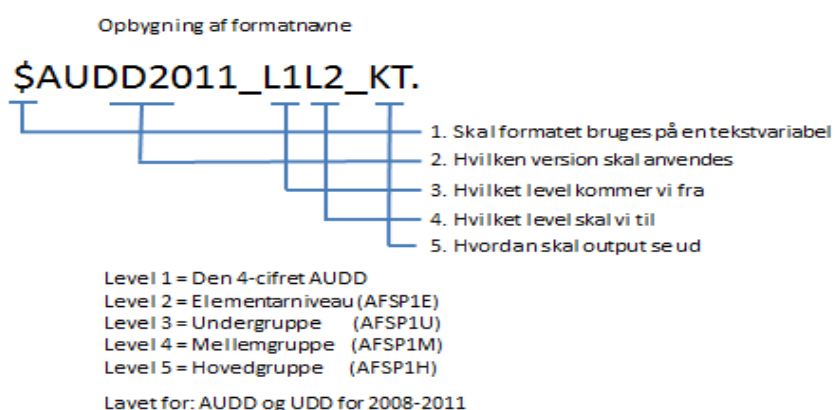 Opbygning af formatnavne
$AUDD2011_L1L2_KT.
1. Skal formatet bruges på en tekstvariabel
2. Hvilken version skal anvendes
3. Hvilket level kommer vi fra
4. Hvilket level skal vi til
5. Hvordan skal output se ud
Level 1 = Den 4-cifret AUDD
Level 2 = Elementarniveau (AFSP1E)
Level 3 = Undergruppe (AFSP1U)
Level 4 = Mellemgruppe (AFSP1M)
Level 5 = Hovedgruppe (AFSP1H)
Lavet for: AUDD og UDD for 2008-2011